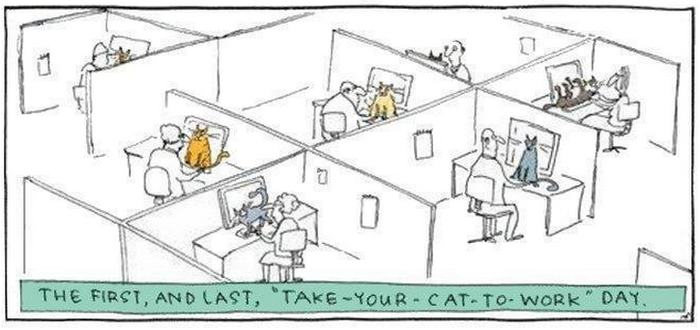 THE FIRST, AND LAST, "TAKE-YOUR-CAT-TO-WORK" DAY.